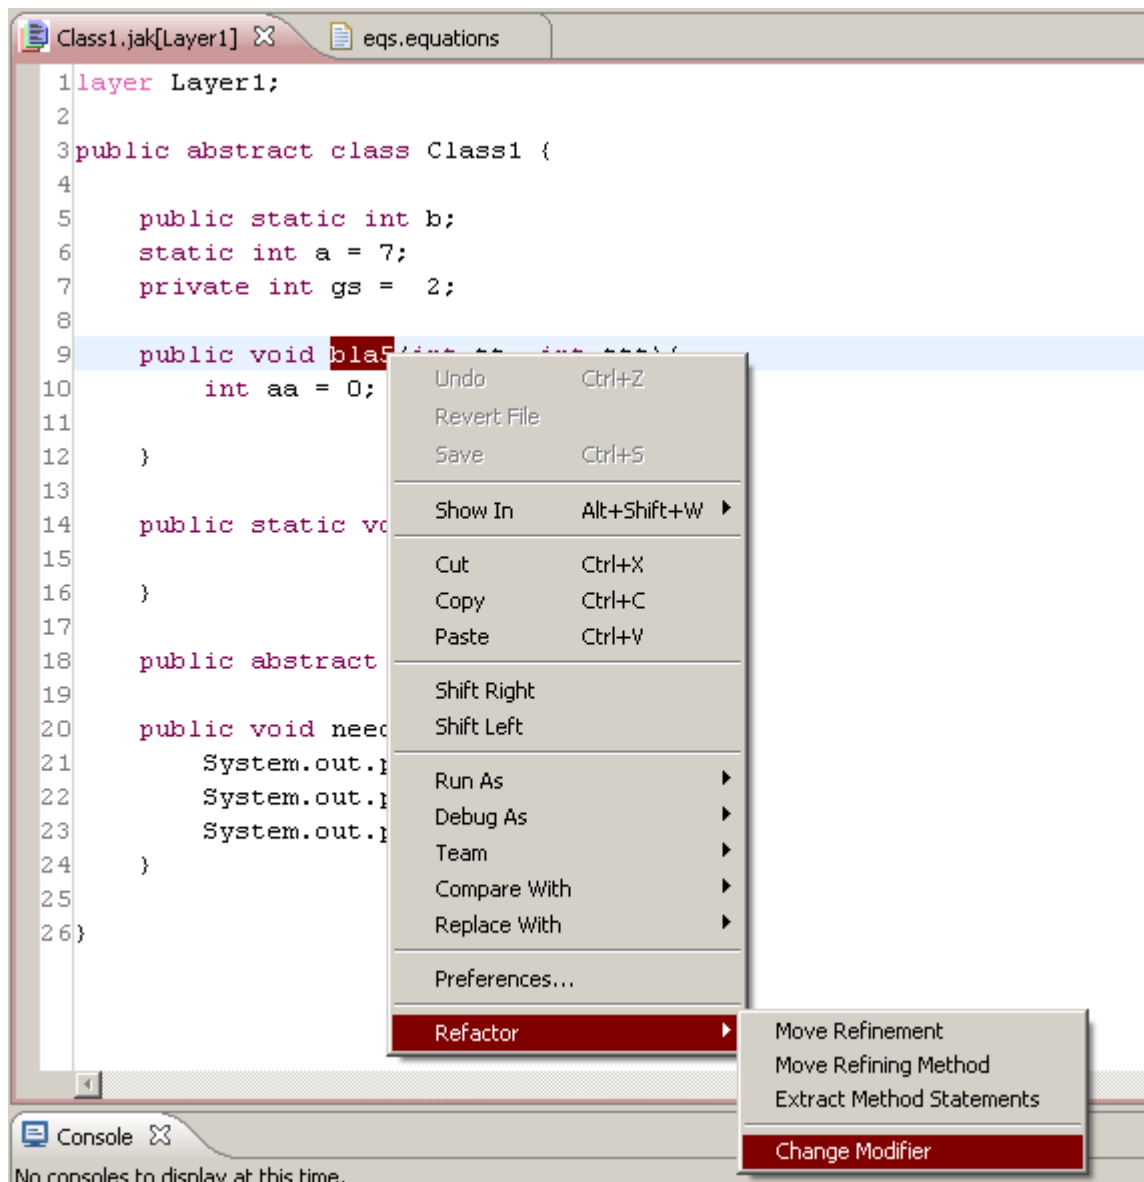 Class1.jak[Layer1] eqs.equations
1 layer Layer1;
2
3 public abstract class Class1 {
4
5 public static int b;
6 static int a = 7;
7 private int gs = 2;
8
9 public void bla5(int
10 int aa = 0;
11
12 }
13
14 public static
15
16 }
17
18 public abstract
19
20 public void
21 System.out.
22 System.out.
23 System.out.
24 }
25
26 }
Undo Ctrl+Z
Revert File
Save Ctrl+S
Show In Alt+Shift+W
Cut Ctrl+X
Copy Ctrl+C
Paste Ctrl+V
Shift Right
Shift Left
Run As
Debug As
Team
Compare With
Replace With
Preferences...
Refactor
Move Refinement
Move Refining Method
Extract Method Statements
Change Modifier
Console
No consoles to display at this time.